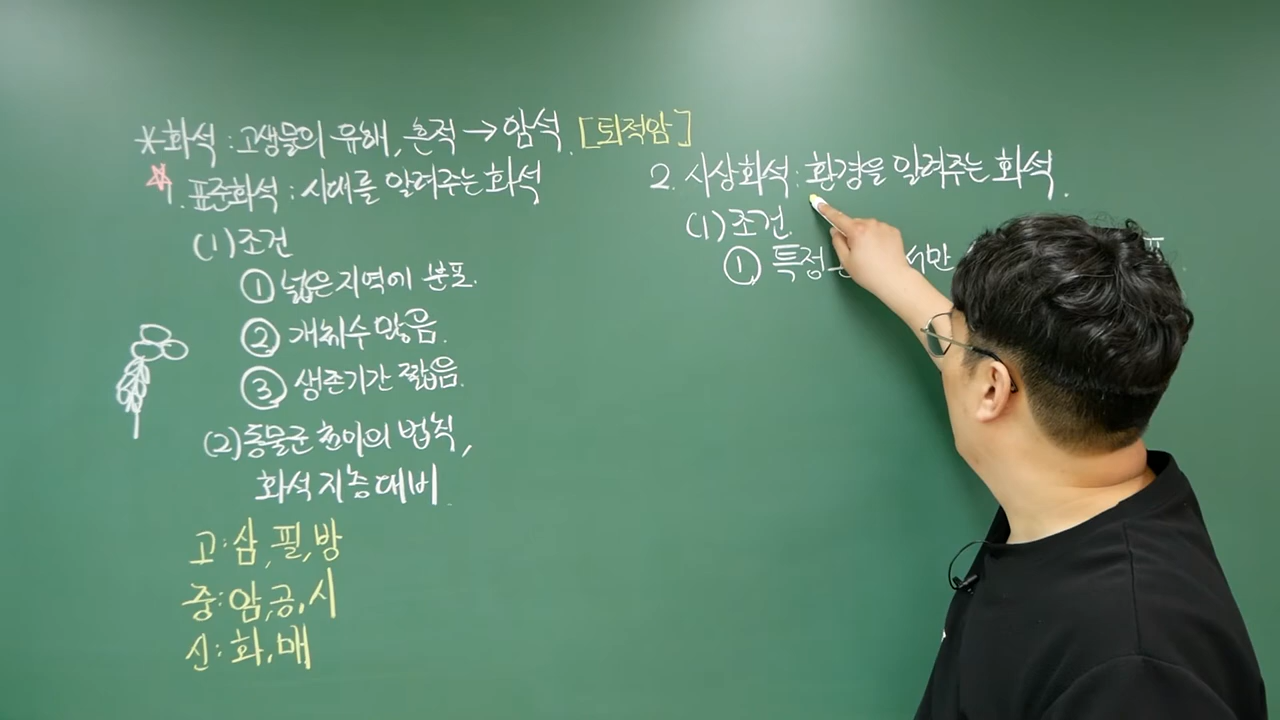 *화석 : 고생물의 유해, 흔적 → 암석. [퇴적암]
☆1. 표준화석 : 시대를 알려주는 화석
(1) 조건
① 넓은 지역에 분포.
② 개체수 많음.
③ 생존기간 짧음.
(2) 동물군 천이의 법칙,
화석 지층 대비.
고 : 삼, 필, 방
중 : 암, 공, 시
신 : 화, 매
2. 시상화석 : 환경을 알려주는 화석.
(1) 조건.
① 특정 서만